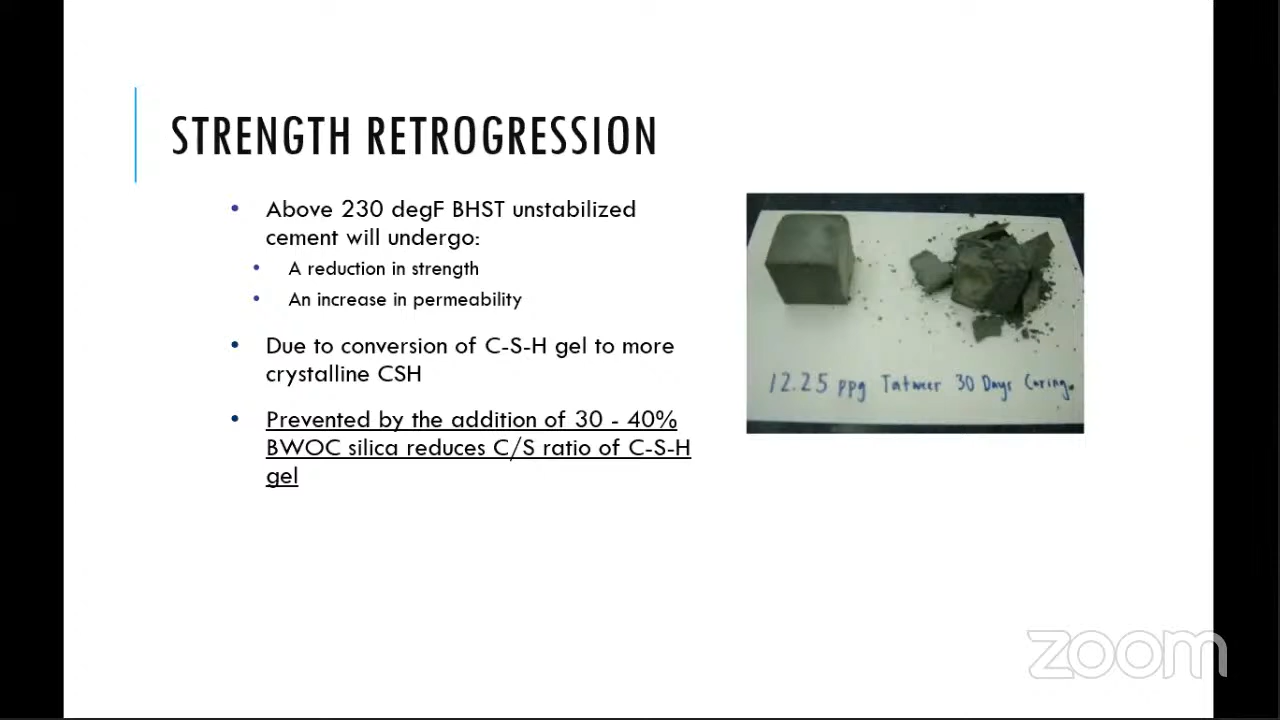 STRENGTH RETROGRESSION
• Above 230 degF BHST unstabilized
cement will undergo:
• A reduction in strength
• An increase in permeability
• Due to conversion of C-S-H gel to more
crystalline CSH
• Prevented by the addition of 30 - 40%
BWOC silica reduces C/S ratio of C-S-H
gel
12.25 ppg Tatweer 30 Days Curing.
zoom